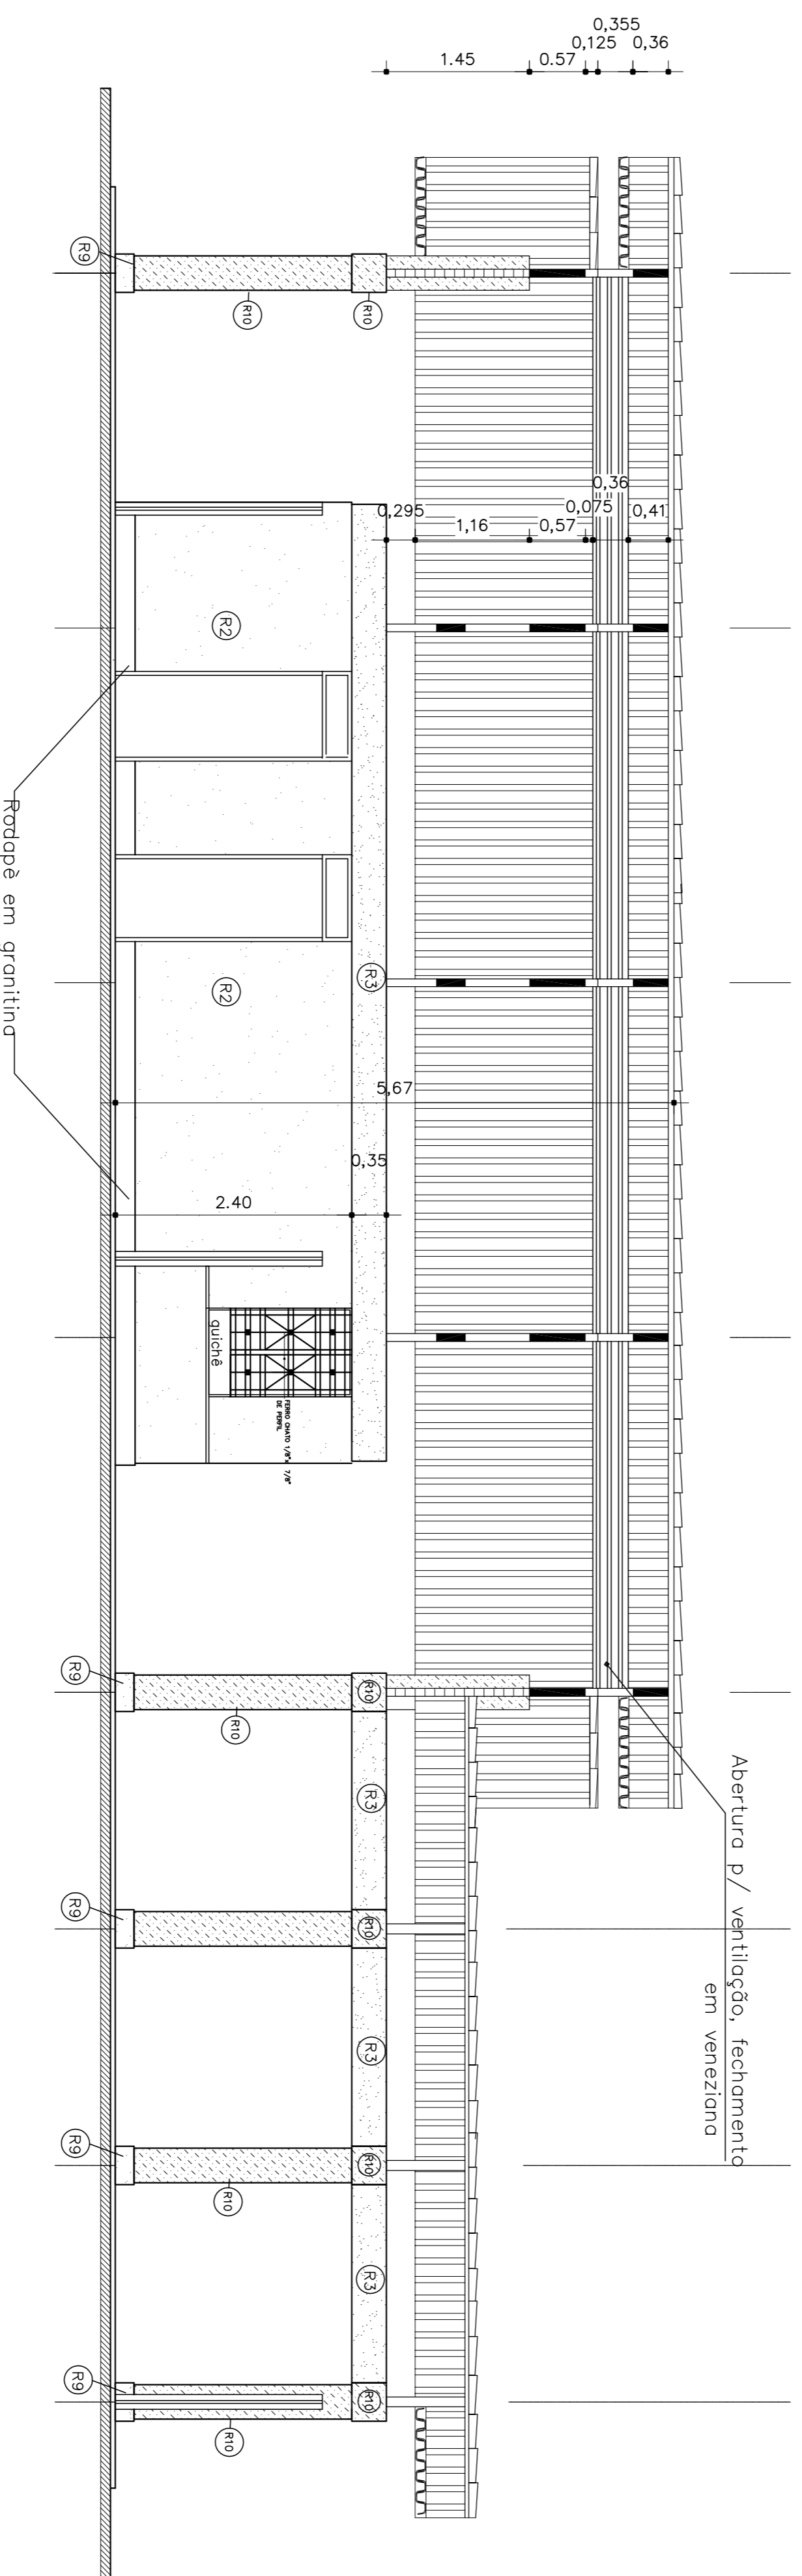 0,355
0,125
0,36
1.45
0.57
R9
R10
R10
0,36
0,295
0,075
0,41
1,16
0,57
R2
Rodapè em granitina
R2
R3
5,67
0,35
2.40
guichê
FERRO CHATO 1/8"x 7/8"
DE PERFIL
Abertura p/ ventilação, fechamento
em veneziana
R9
R10
R10
R3
R9
R10
R3
R9
R10
R10
R3
R9
R10
R10